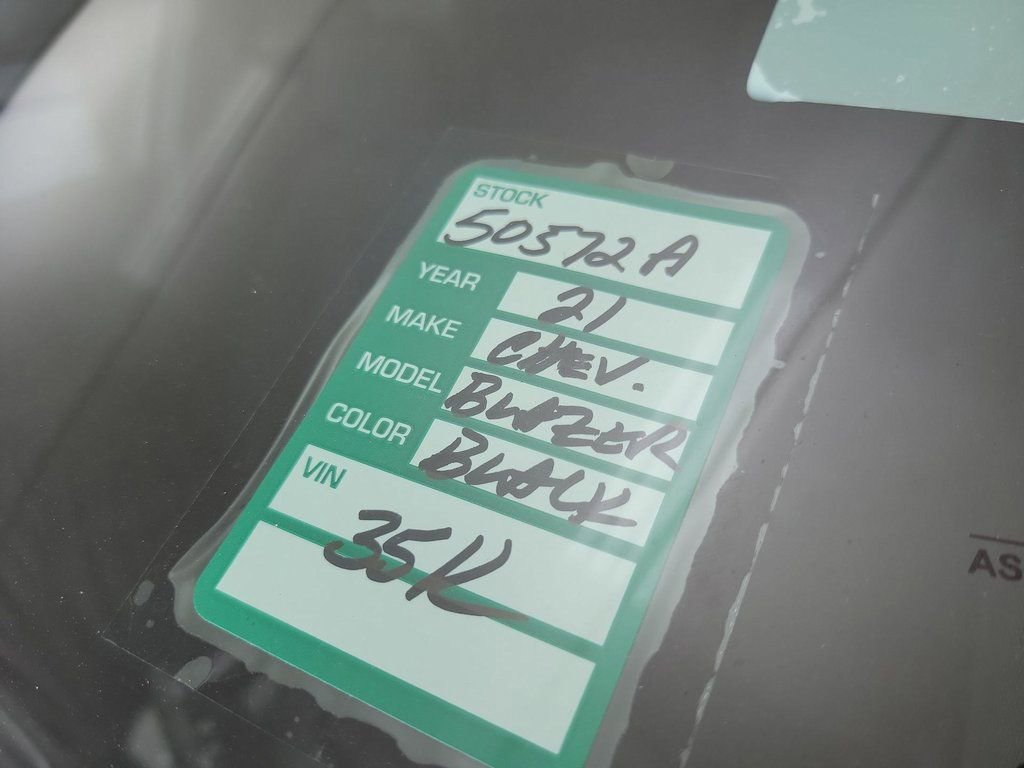 STOCK
50572A
YEAR 21
MAKE CHEV.
MODEL BLAZER
COLOR BLACK
VIN
35K
AS